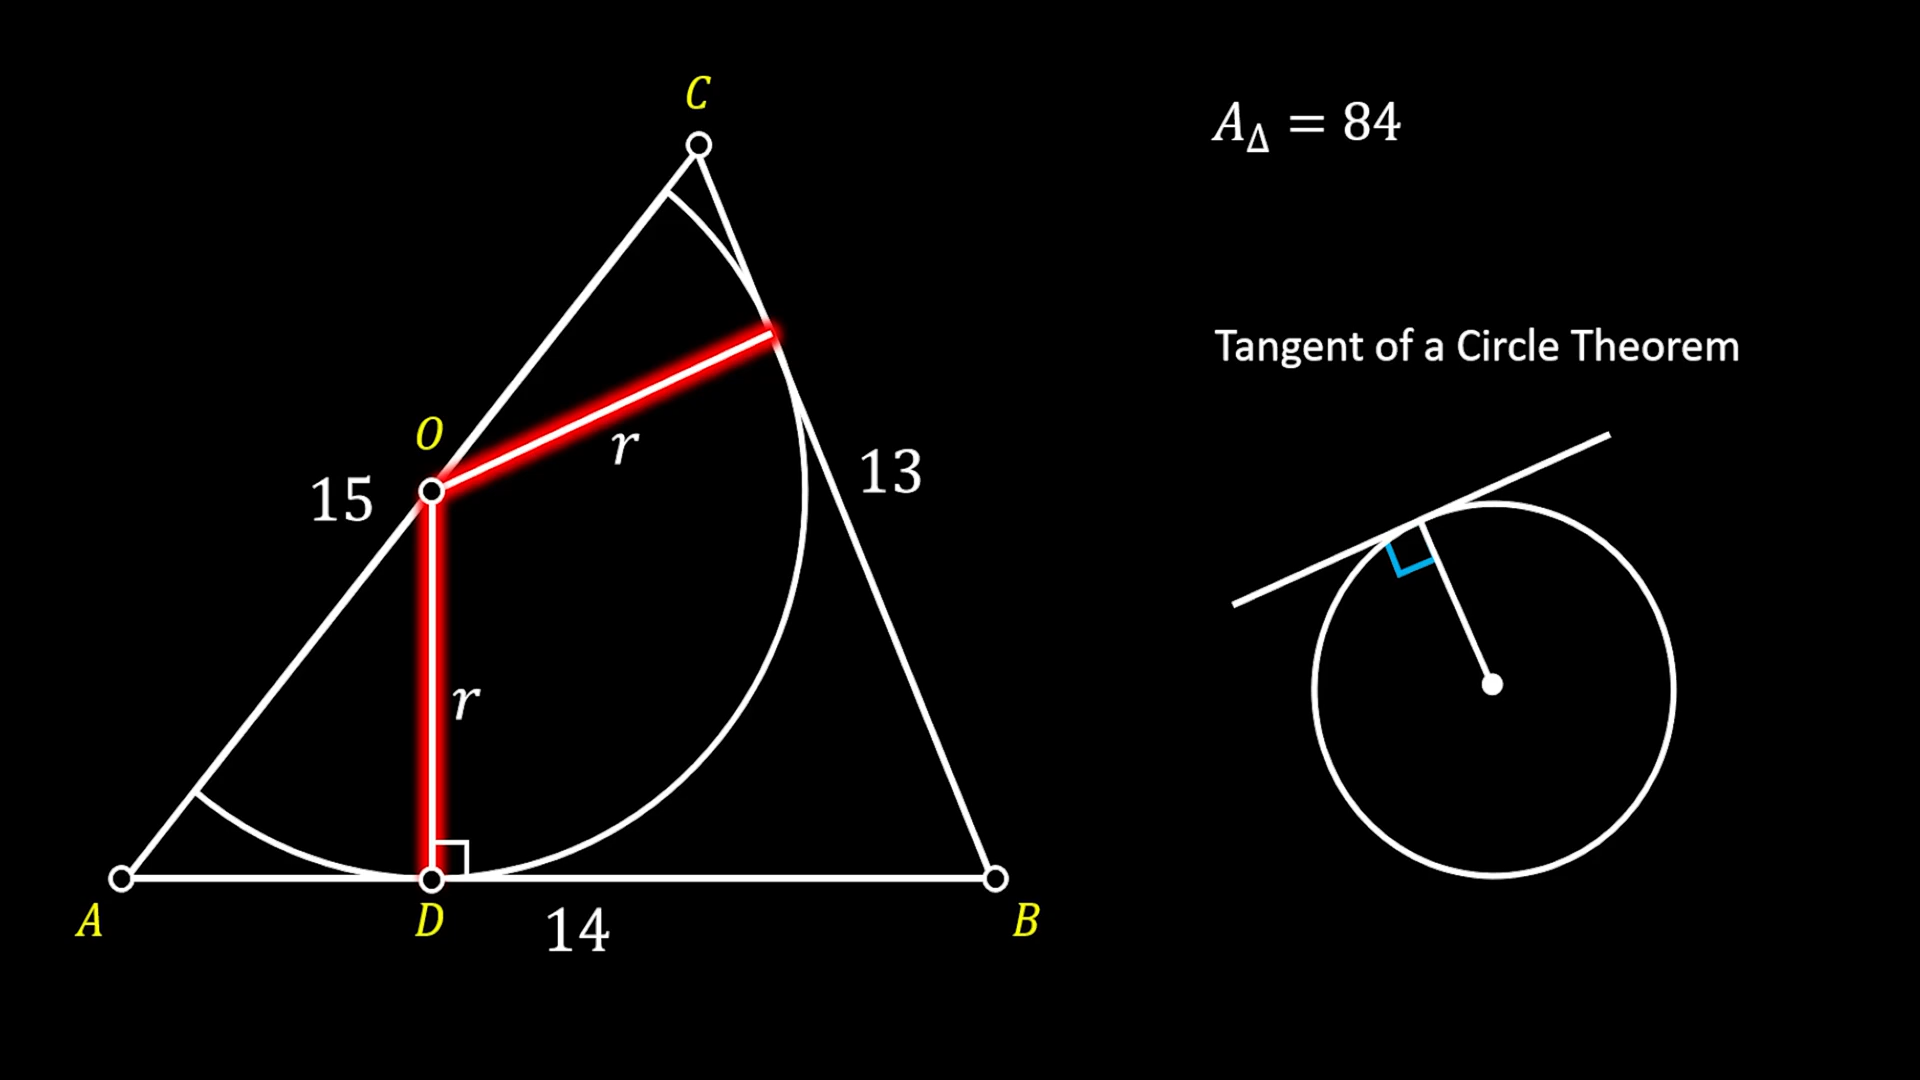 C
A_Δ = 84
Tangent of a Circle Theorem
O
r
13
15
r
A
D
14
B